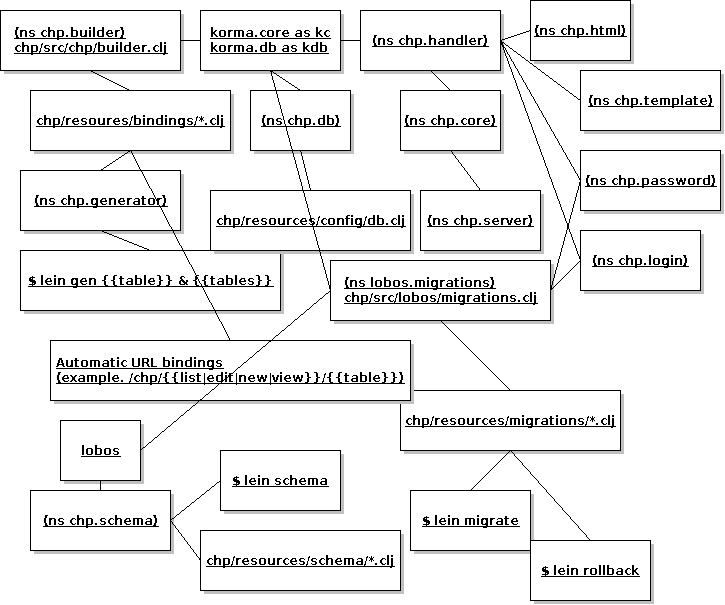 {ns chp.builder}
chp/src/chp/builder.clj
korma.core as kc
korma.db as kdb
{ns chp.handler}
{ns chp.html}
{ns chp.template}
chp/resoures/bindings/*.clj
{ns chp.db}
{ns chp.core}
{ns chp.password}
{ns chp.generator}
chp/resources/config/db.clj
{ns chp.server}
{ns chp.login}
$ lein gen {{table}} & {{tables}}
{ns lobos.migrations}
chp/src/lobos/migrations.clj
Automatic URL bindings
(example. /chp/{{list|edit|new|view}}/{{table}})
chp/resources/migrations/*.clj
lobos
$ lein schema
{ns chp.schema}
$ lein migrate
chp/resources/schema/*.clj
$ lein rollback